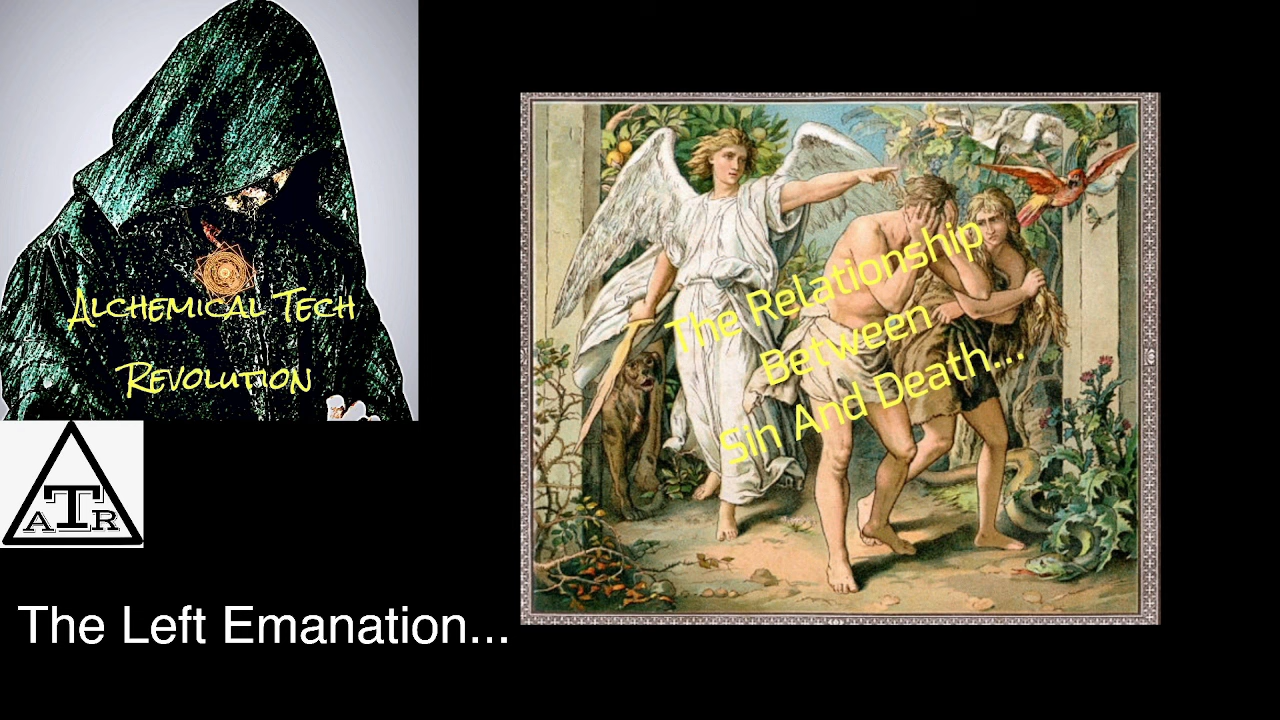 Alchemical Tech
Revolution
ATR
The Left Emanation...
The Relationship
Between
Sin And Death...